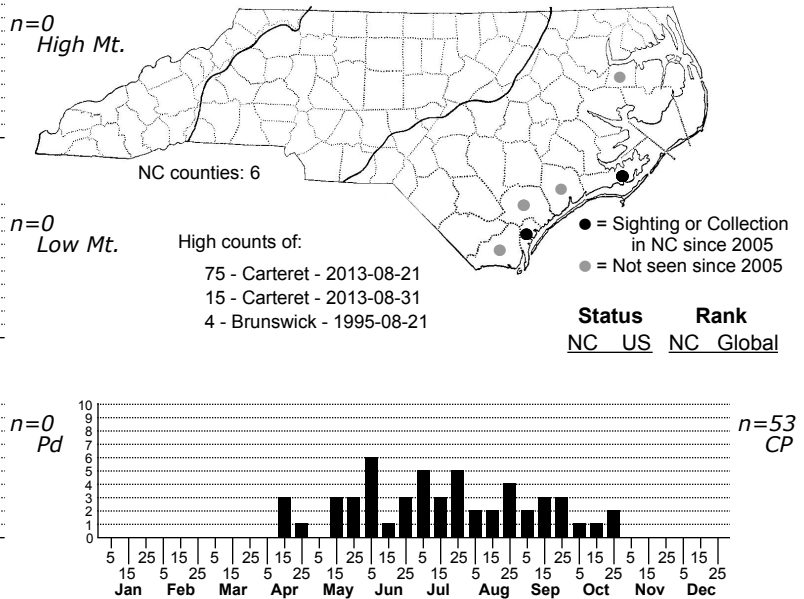 n=0
High Mt.
NC counties: 6
n=0
Low Mt.
High counts of:
75 - Carteret - 2013-08-21
15 - Carteret - 2013-08-31
4 - Brunswick - 1995-08-21
= Sighting or Collection
in NC since 2005
= Not seen since 2005
Status Rank
NC US NC Global
n=0
Pd
n=53
CP
10
9
8
7
6
5
4
3
2
1
0
5 25 15 5 25 15 5 25 15 5 25 15 5 25 15 5 25 15
15 5 25 15 5 25 15 5 25 15 5 25 15 5 25 15 5 25
Jan Feb Mar Apr May Jun Jul Aug Sep Oct Nov Dec